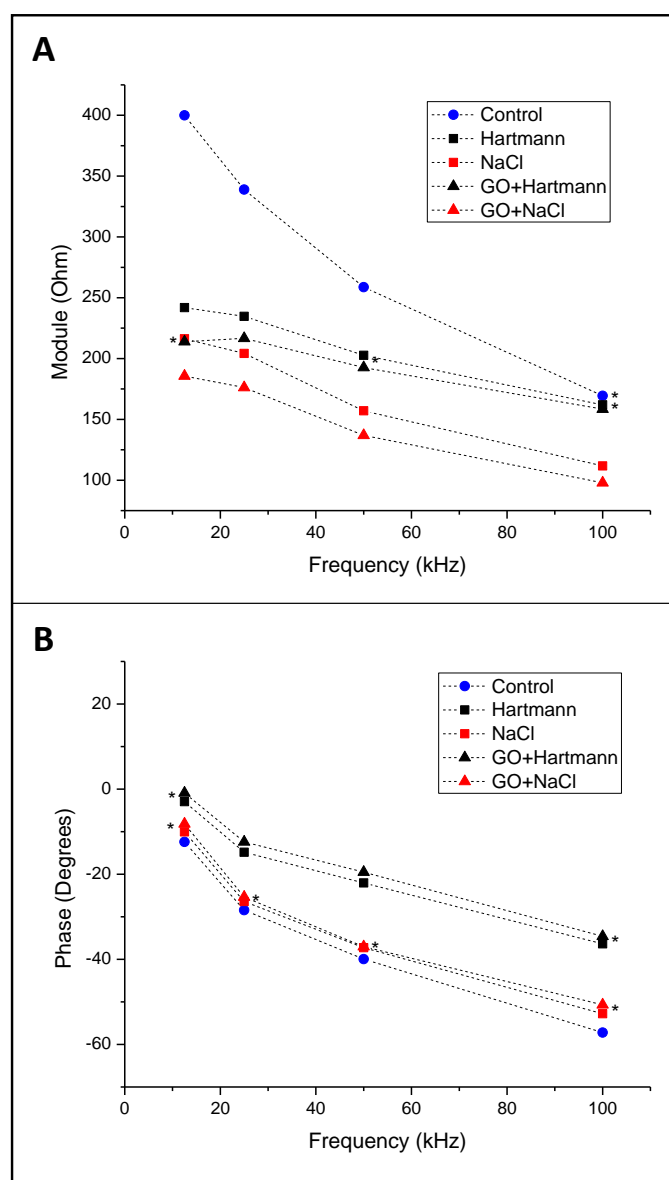 A
400
350
300
250
200
150
100
Module (Ohm)
Control
Hartmann
NaCl
GO+Hartmann
GO+NaCl
*
*
*
*
0 20 40 60 80 100
Frequency (kHz)
B
20
0
-20
-40
-60
Phase (Degrees)
Control
Hartmann
NaCl
GO+Hartmann
GO+NaCl
*
*
*
*
*
*
0 20 40 60 80 100
Frequency (kHz)